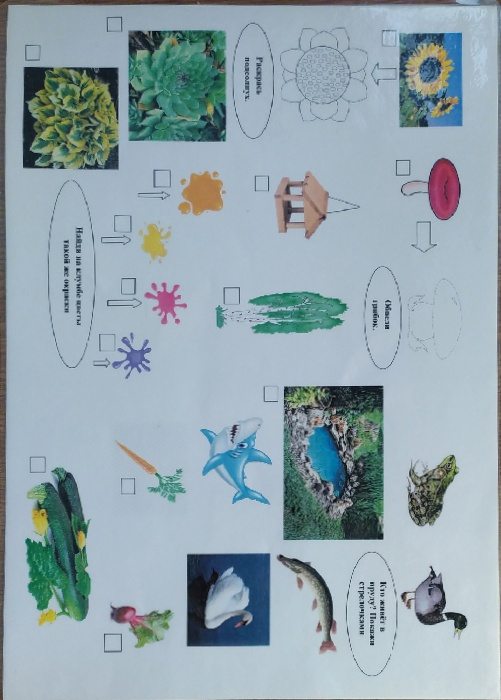 Раскрась
подсолнух.
Обведи
грибок.
Кто живёт в
пруду? Покажи
стрелочками
Найди на клумбе цветы
такой же окраски